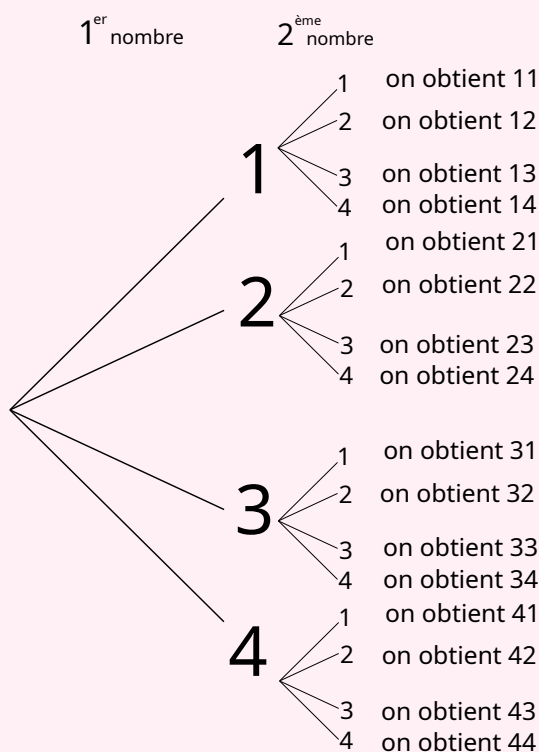 1er nombre 2ème nombre
1
1 on obtient 11
2 on obtient 12
3 on obtient 13
4 on obtient 14
2
1 on obtient 21
2 on obtient 22
3 on obtient 23
4 on obtient 24
3
1 on obtient 31
2 on obtient 32
3 on obtient 33
4 on obtient 34
4
1 on obtient 41
2 on obtient 42
3 on obtient 43
4 on obtient 44